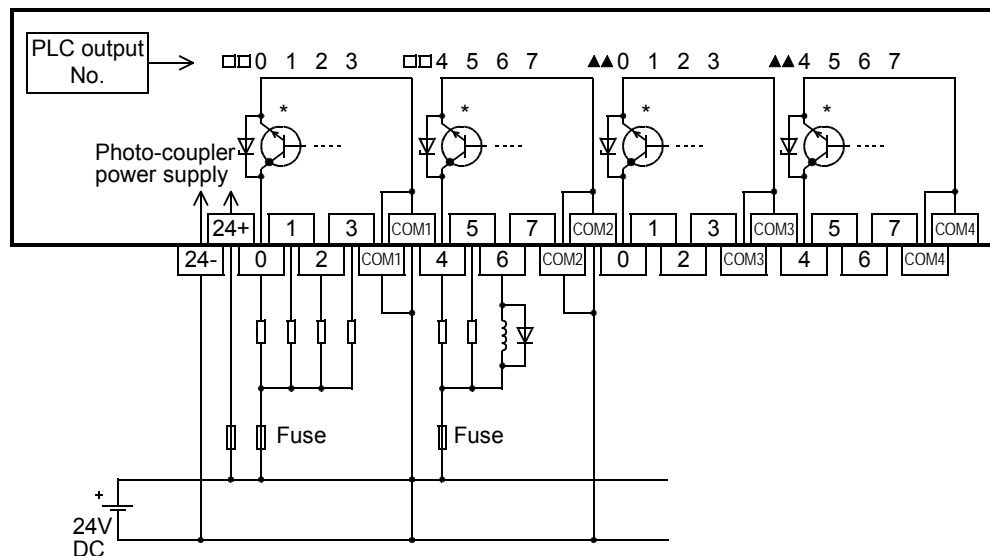 PLC output
No.
□□ 0 1 2 3
□□ 4 5 6 7
▲▲ 0 1 2 3
▲▲ 4 5 6 7
* * * *
Photo-coupler
power supply
24+ 1 3 COM1 5 7 COM2 1 3 COM3 5 7 COM4
24- 0 2 COM1 4 6 COM2 0 2 COM3 4 6 COM4
Fuse Fuse
+
24V
DC